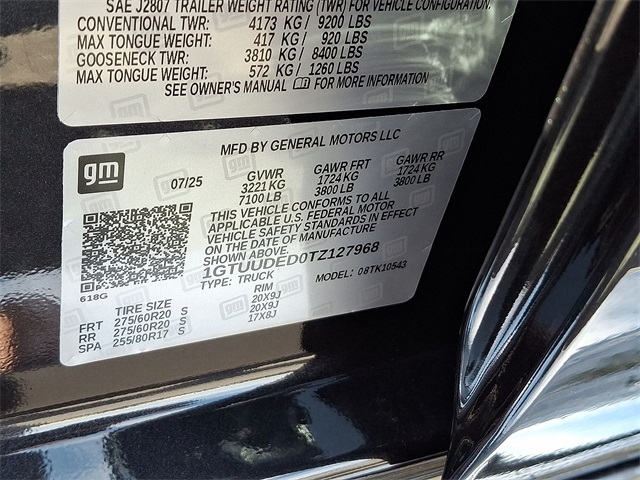 SAE J2807 TRAILER WEIGHT RATING (TWR) FOR VEHICLE CONFIGURATION.
CONVENTIONAL TWR: 4173 KG / 9200 LBS
MAX TONGUE WEIGHT: 417 KG / 920 LBS
GOOSENECK TWR: 3810 KG / 8400 LBS
MAX TONGUE WEIGHT: 572 KG / 1260 LBS
SEE OWNER'S MANUAL FOR MORE INFORMATION
gm
MFD BY GENERAL MOTORS LLC
07/25
GVWR GAWR FRT GAWR RR
3221 KG 1724 KG 1724 KG
7100 LB 3800 LB 3800 LB
THIS VEHICLE CONFORMS TO ALL
APPLICABLE U.S. FEDERAL MOTOR
VEHICLE SAFETY STANDARDS IN EFFECT
ON THE DATE OF MANUFACTURE
SHOWN ABOVE.
1GTUUDED0TZ127968
TYPE: TRUCK MODEL: 08TK10543
618G
TIRE SIZE RIM
FRT 275/60R20 S 20X9J
RR 275/60R20 S 20X9J
SPA 255/80R17 S 17X8J